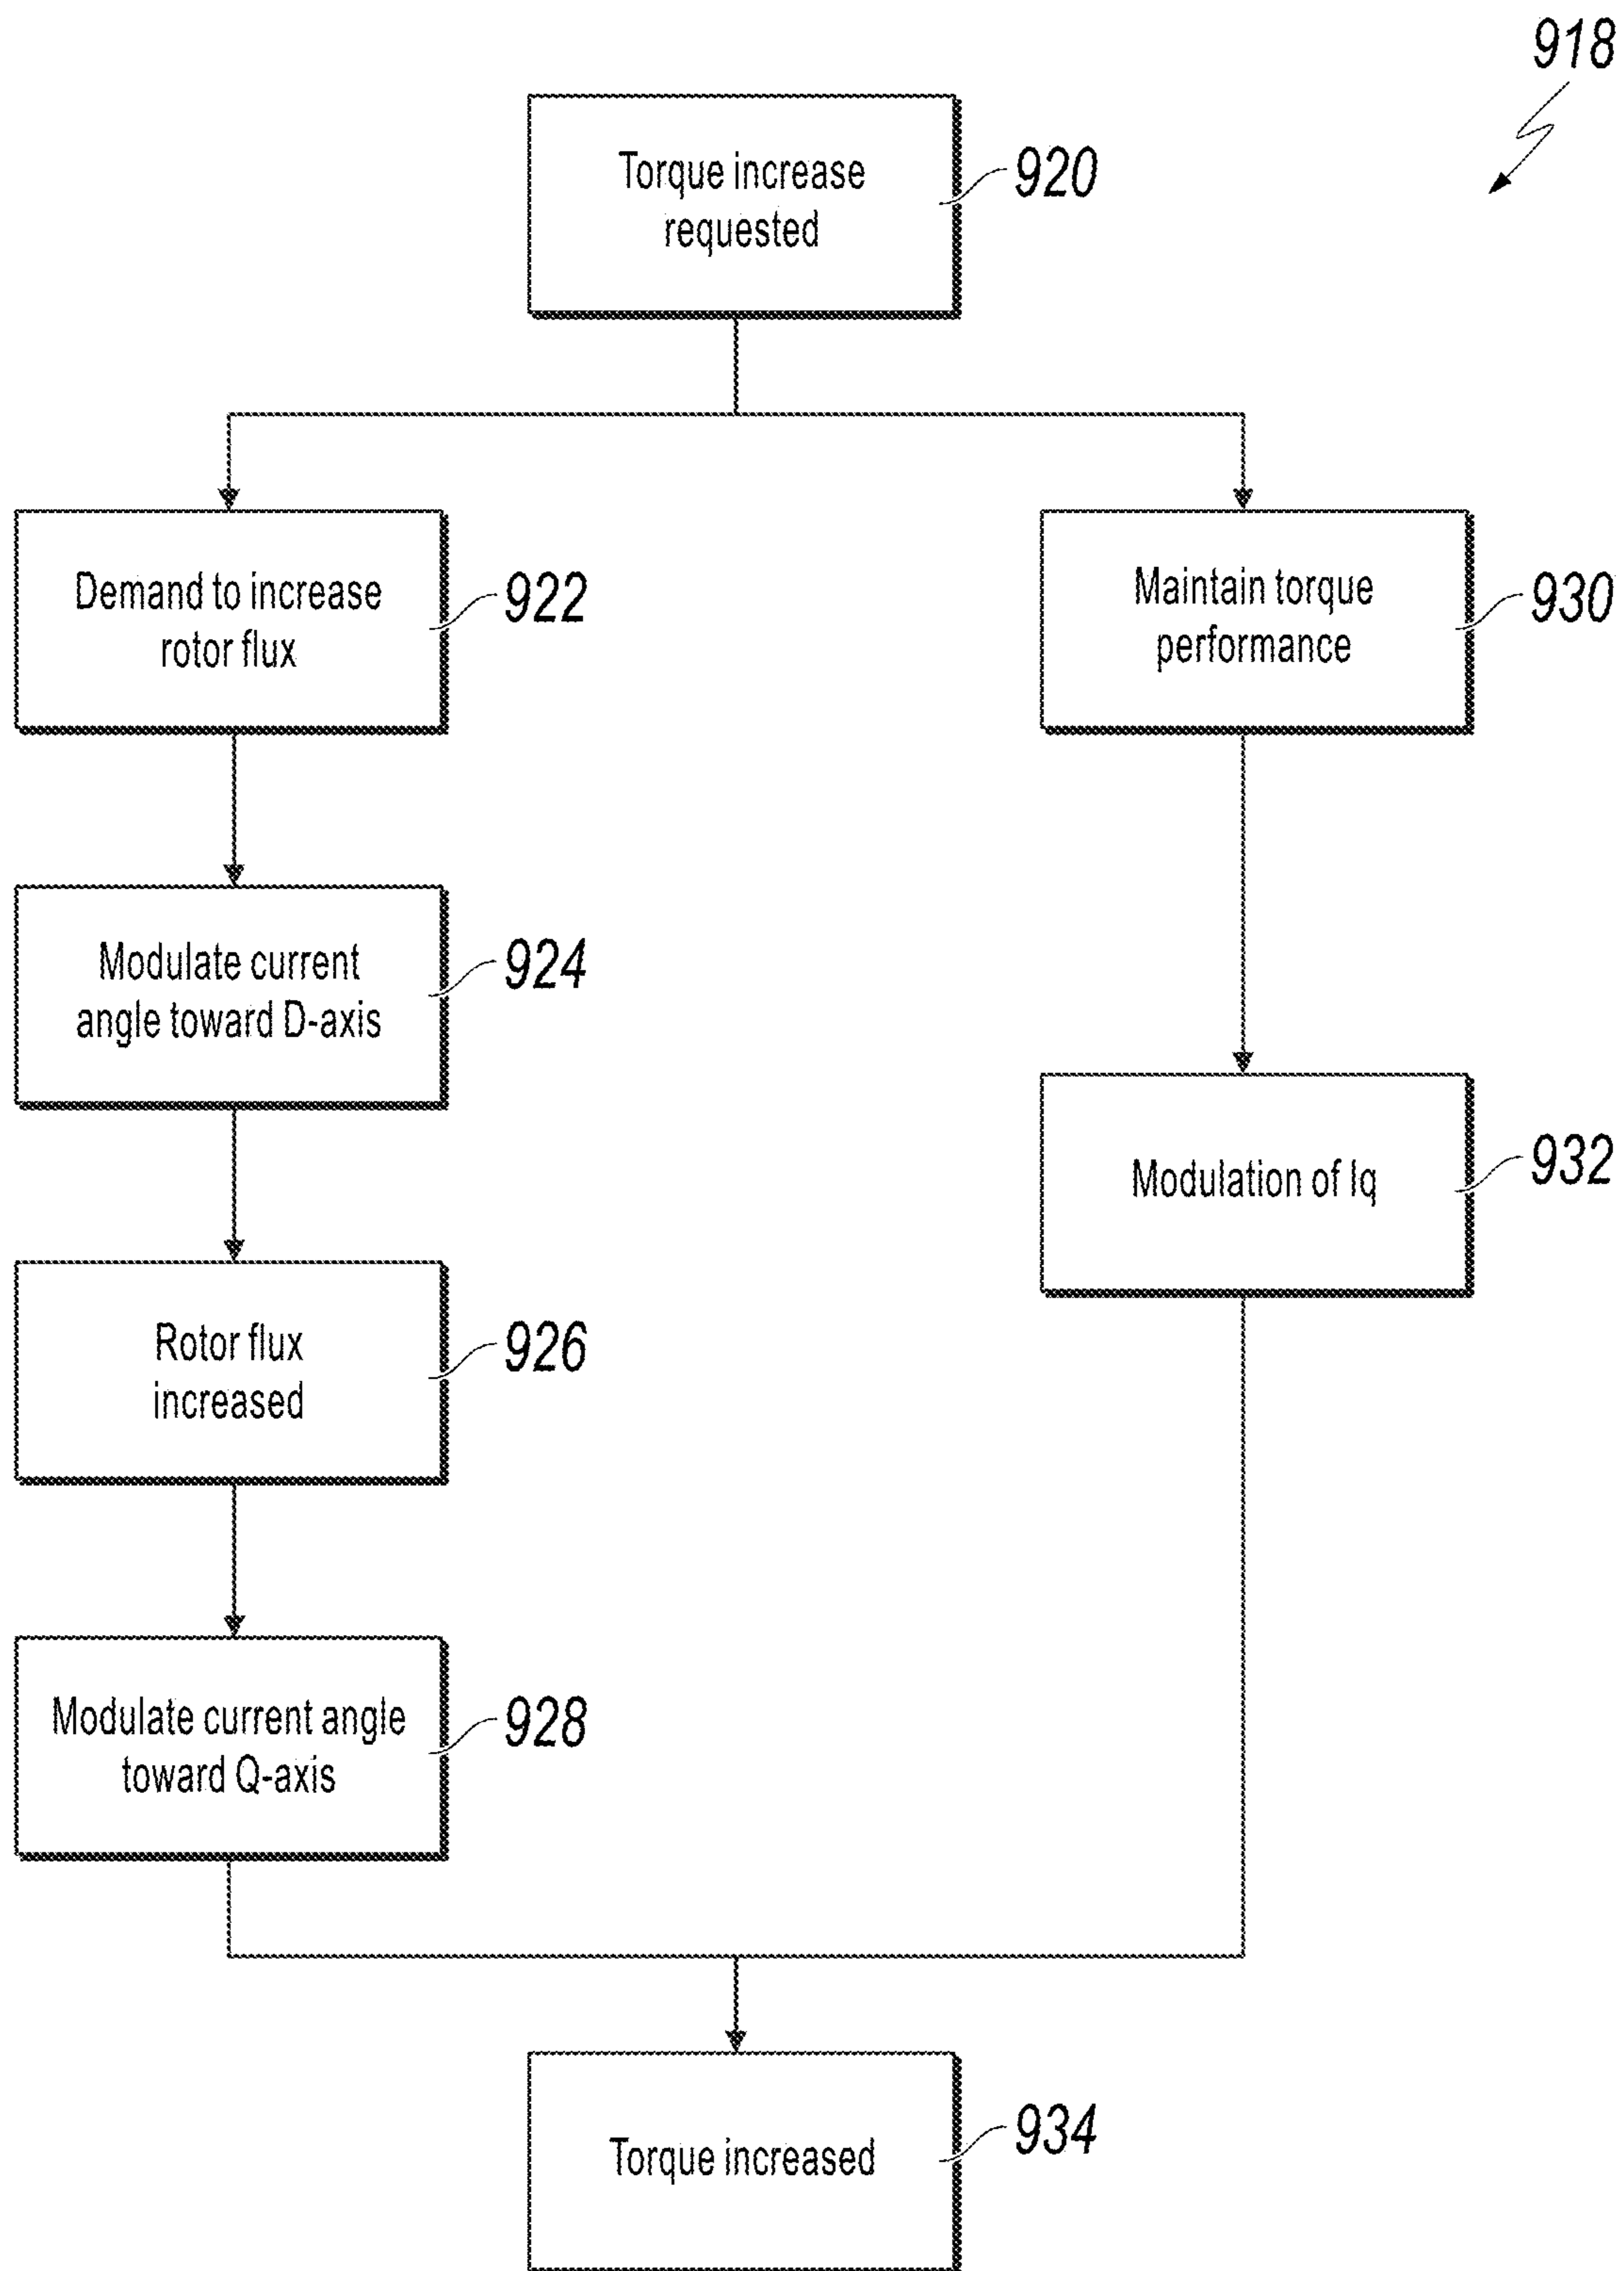 918
Torque increase
requested
920
Demand to increase
rotor flux
922
Maintain torque
performance
930
Modulate current
angle toward D-axis
924
Modulation of Iq
932
Rotor flux
increased
926
Modulate current angle
toward Q-axis
928
Torque increased
934